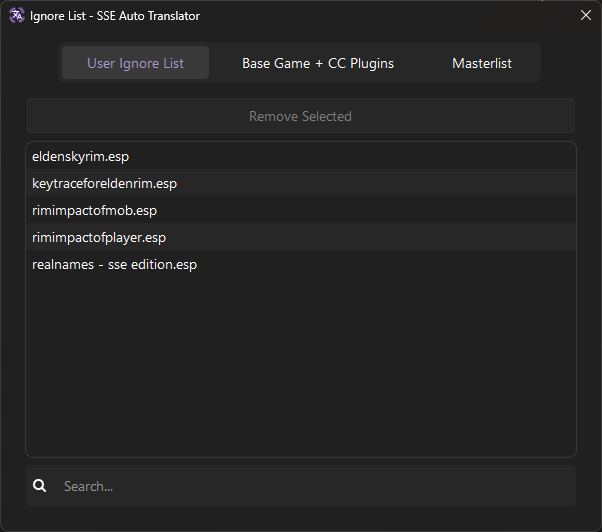 Ignore List - SSE Auto Translator
User Ignore List
Base Game + CC Plugins
Masterlist
Remove Selected
eldenskyrim.esp
keytraceforeldenrim.esp
rimimpactofmob.esp
rimimpactofplayer.esp
realnames - sse edition.esp
Search...